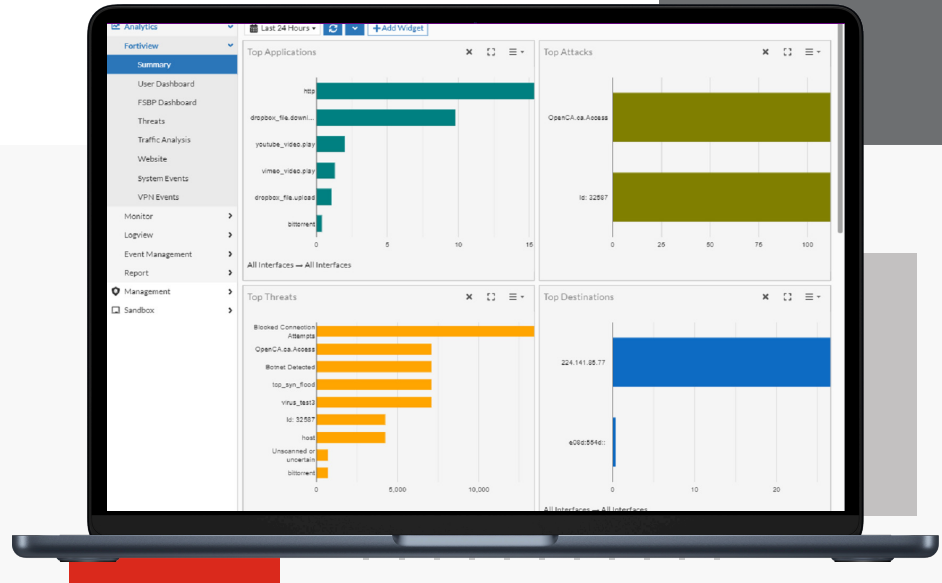 Analytics
Last 24 Hours
Add Widget
Fortiview
Summary
User Dashboard
FSBP Dashboard
Threats
Traffic Analysis
Website
System Events
VPN Events
Monitor
Logview
Event Management
Report
Management
Sandbox
Top Applications
http
dropbox_file.downl...
youtube_video.play
vimeo_video.play
dropbox_file.upload
bittorrent
0 5 10 15
All Interfaces → All Interfaces
Top Attacks
OpenCA.ca.Access
Id: 32587
0 25 50 75 100
Top Threats
Blocked Connection
Attempts
OpenCA.ca.Access
Botnet Detected
tcp_syn_flood
virus_test3
Id: 32587
host
Unscanned or
uncertain
bittorrent
0 5,000 10,000
Top Destinations
224.141.85.77
0 10 20
All Interfaces → All Interfaces